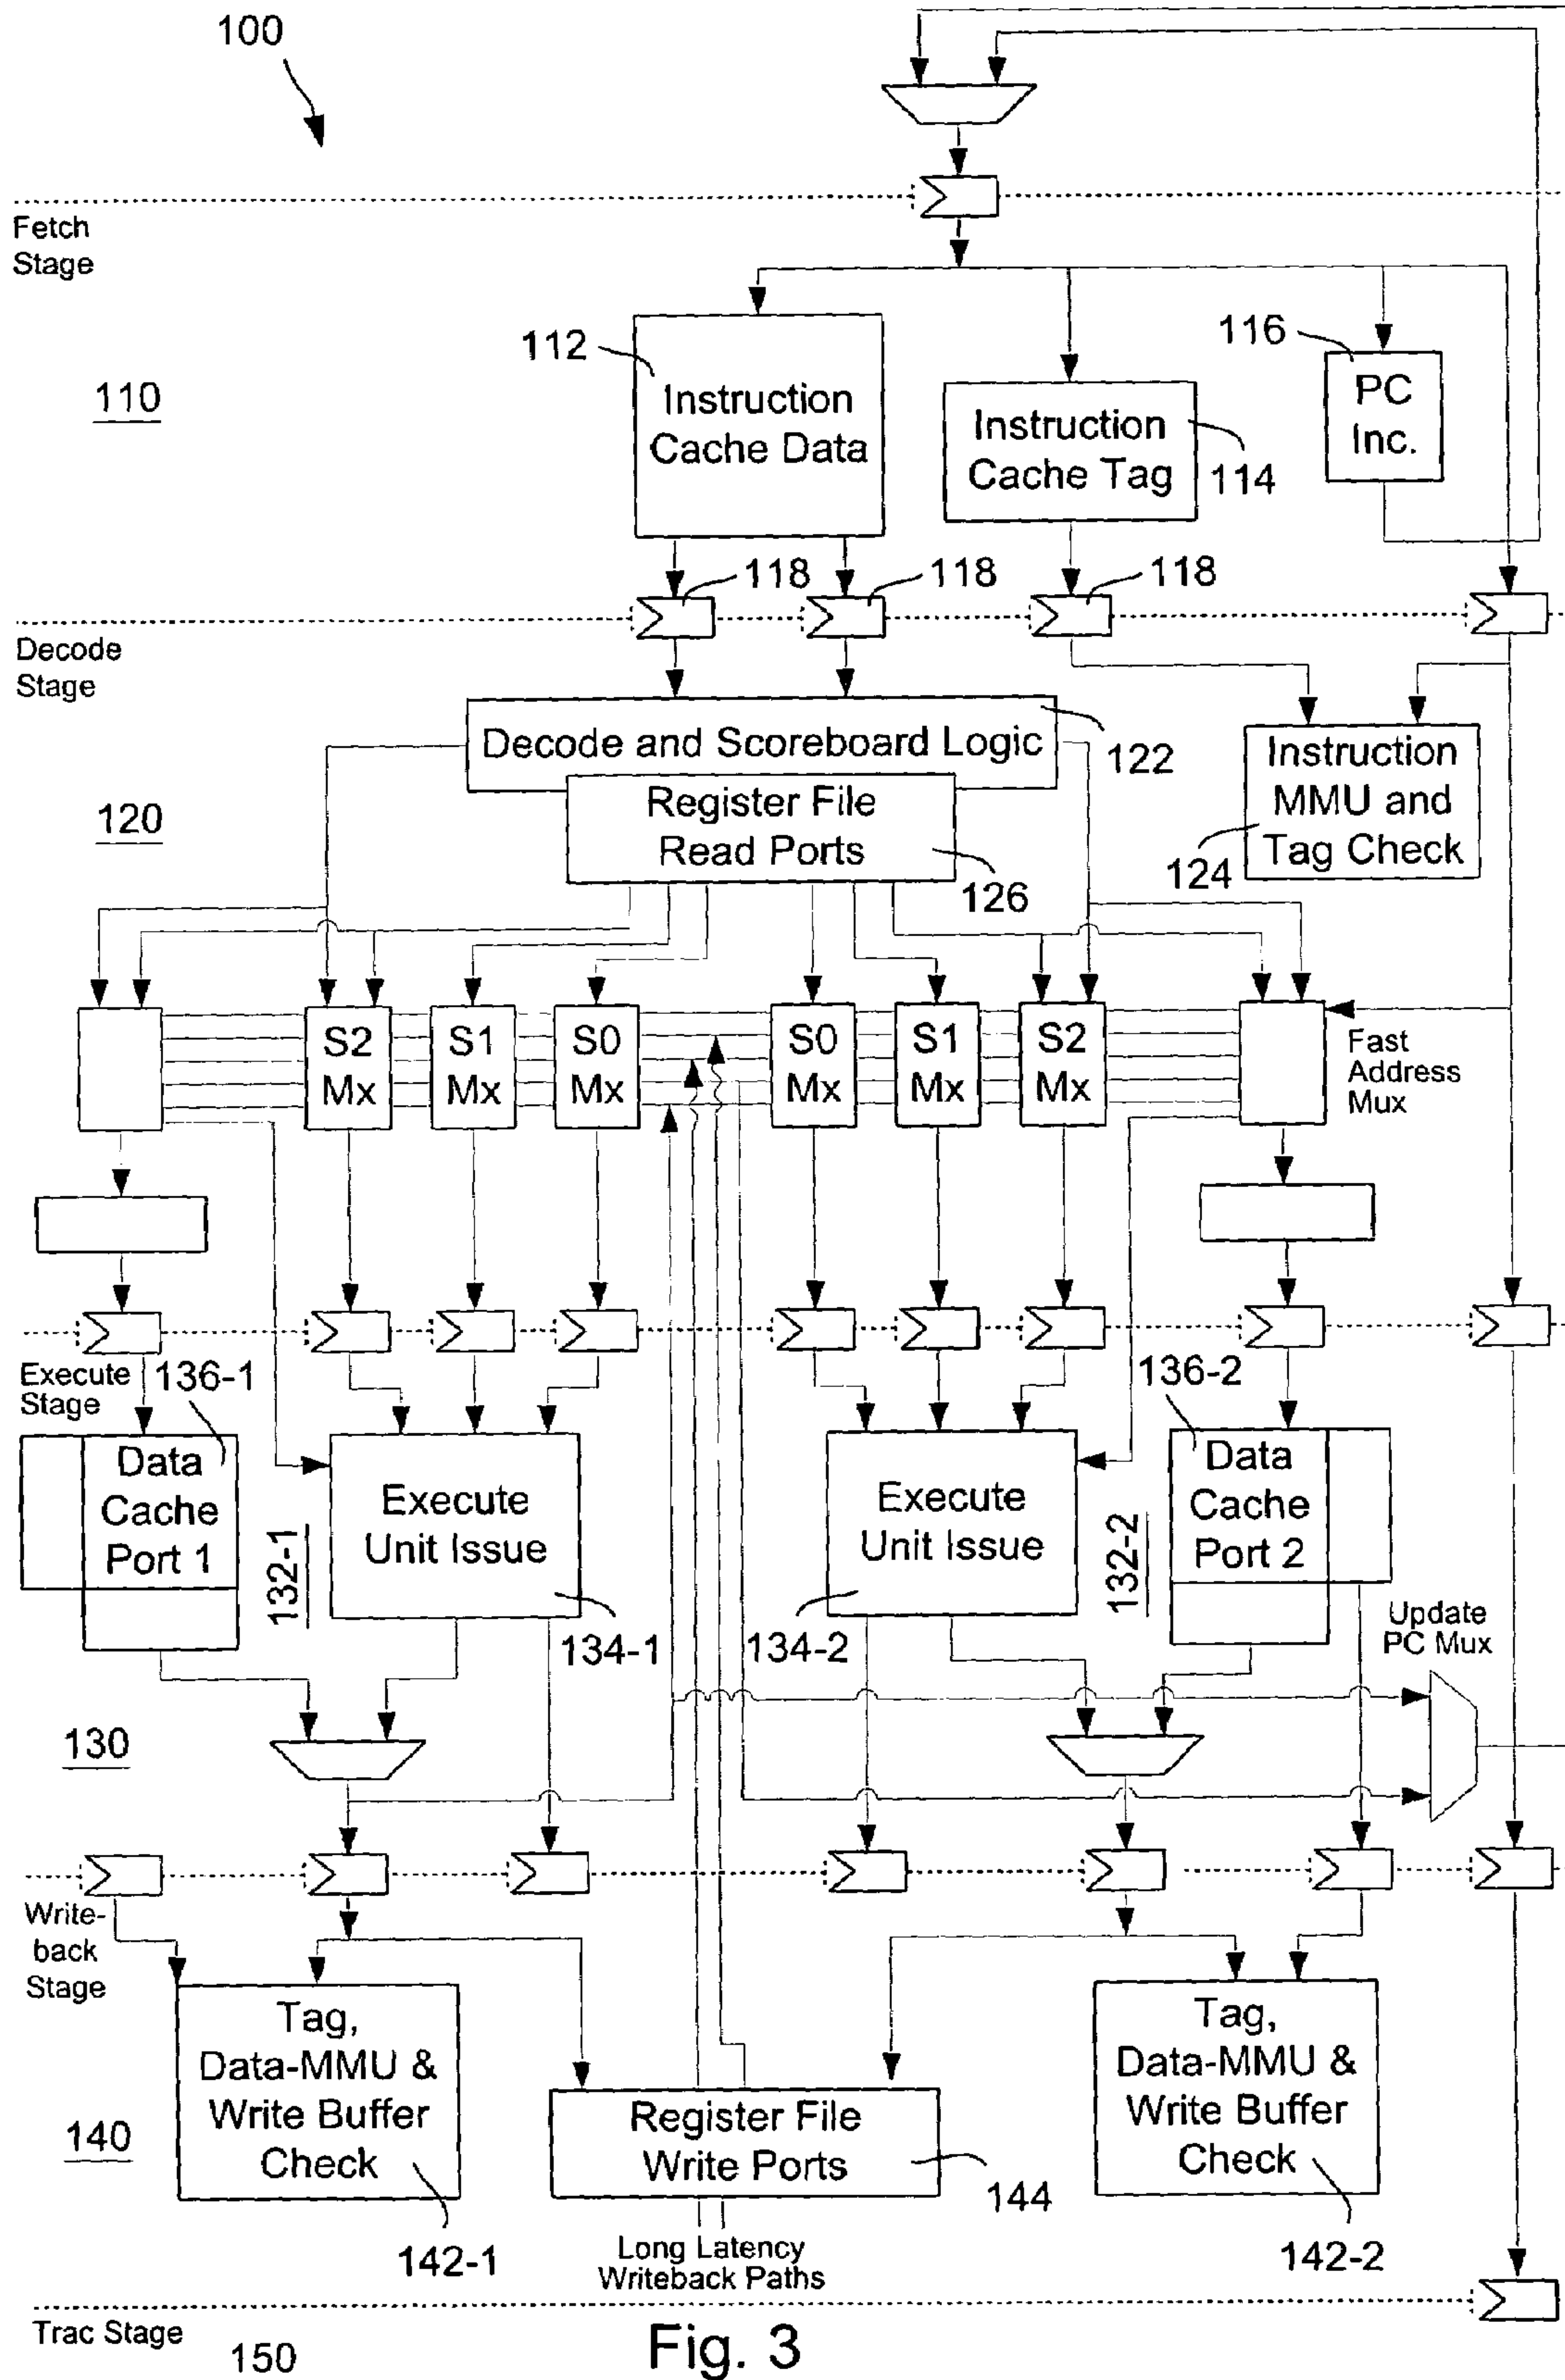 100
Fetch
Stage
112
Instruction
Cache Data
110
Instruction
Cache Tag
114
116
PC
Inc.
118
118
118
Decode
Stage
Decode and Scoreboard Logic
122
Register File
Read Ports
126
120
Instruction
MMU and
Tag Check
124
S2
Mx
S1
Mx
S0
Mx
S0
Mx
S1
Mx
S2
Mx
Fast
Address
Mux
Execute
Stage
136-1
Data
Cache
Port 1
132-1
Execute
Unit Issue
134-1
Execute
Unit Issue
134-2
132-2
136-2
Data
Cache
Port 2
Update
PC Mux
130
Write-
back
Stage
Tag,
Data-MMU &
Write Buffer
Check
142-1
140
Register File
Write Ports
144
Long Latency
Writeback Paths
Tag,
Data-MMU &
Write Buffer
Check
142-2
Trac Stage
150
Fig. 3